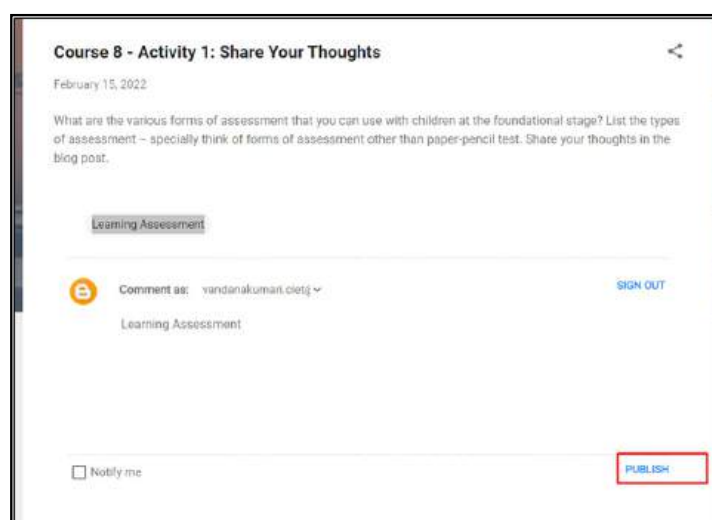 Course 8 - Activity 1: Share Your Thoughts
February 15, 2022
What are the various forms of assessment that you can use with children at the foundational stage? List the types
of assessment – specially think of forms of assessment other than paper-pencil test. Share your thoughts in the
blog post.
Learning Assessment
Comment as: vandanakumari.cietg
SIGN OUT
Learning Assessment
Notify me
PUBLISH